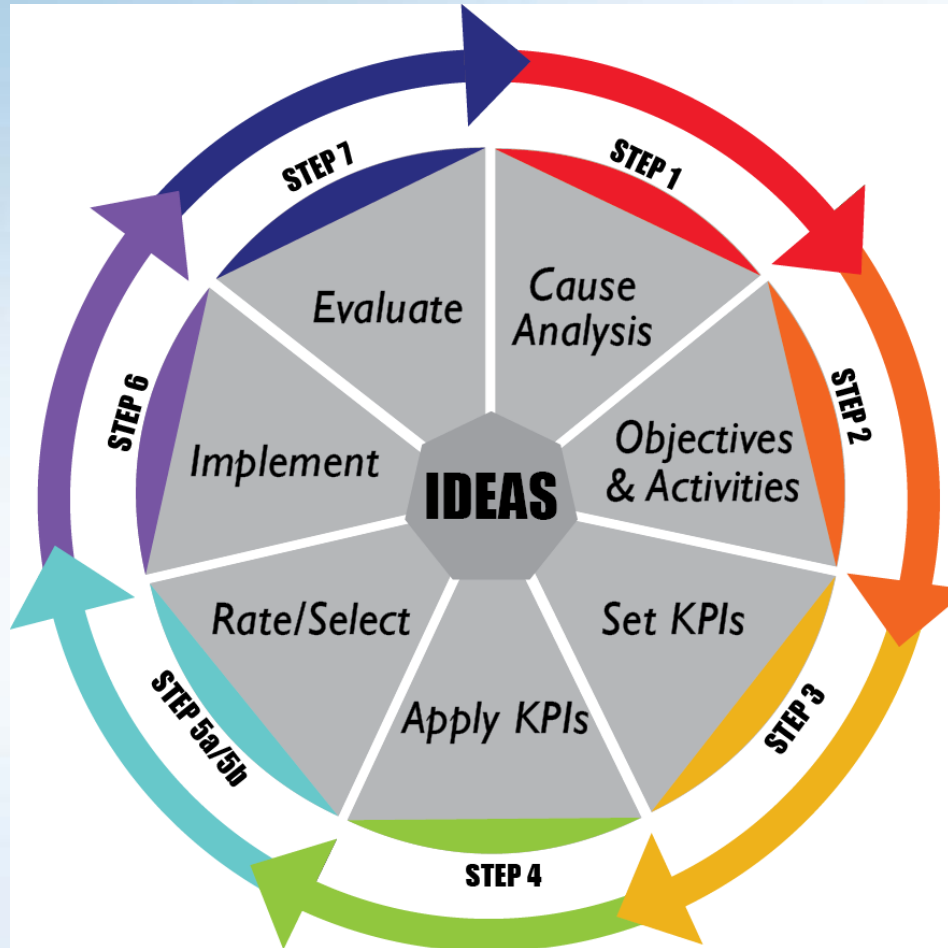 STEP 1
Cause
Analysis
STEP 2
Objectives
& Activities
STEP 3
Set KPIs
STEP 4
Apply KPIs
STEP 5a/5b
Rate/Select
STEP 6
Implement
STEP 7
Evaluate
IDEAS